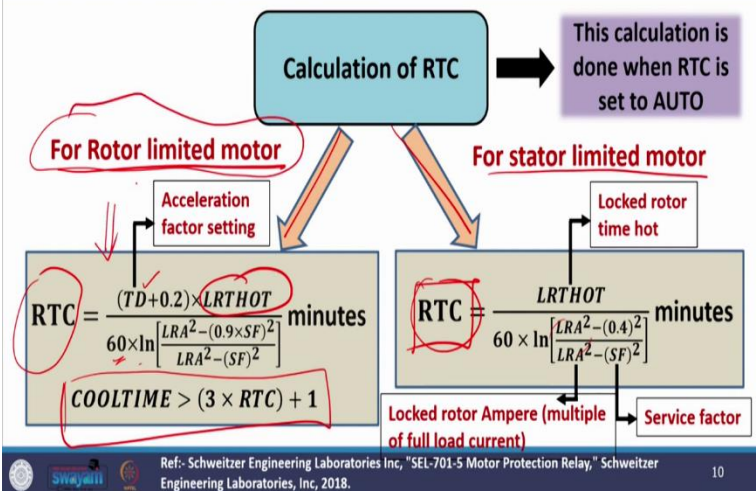 Calculation of RTC
This calculation is
done when RTC is
set to AUTO
For Rotor limited motor
For stator limited motor
Acceleration
factor setting
Locked rotor
time hot
RTC = (TD+0.2)×LRTHOT / 60×ln[LRA²−(0.9×SF)² / LRA²−(SF)²] minutes
COOLTIME > (3 × RTC) + 1
RTC = LRTHOT / 60 × ln[LRA²−(0.4)² / LRA²−(SF)²] minutes
Locked rotor Ampere (multiple
of full load current)
Service factor
swayam
Ref:- Schweitzer Engineering Laboratories Inc, "SEL-701-5 Motor Protection Relay," Schweitzer
Engineering Laboratories, Inc, 2018.
10